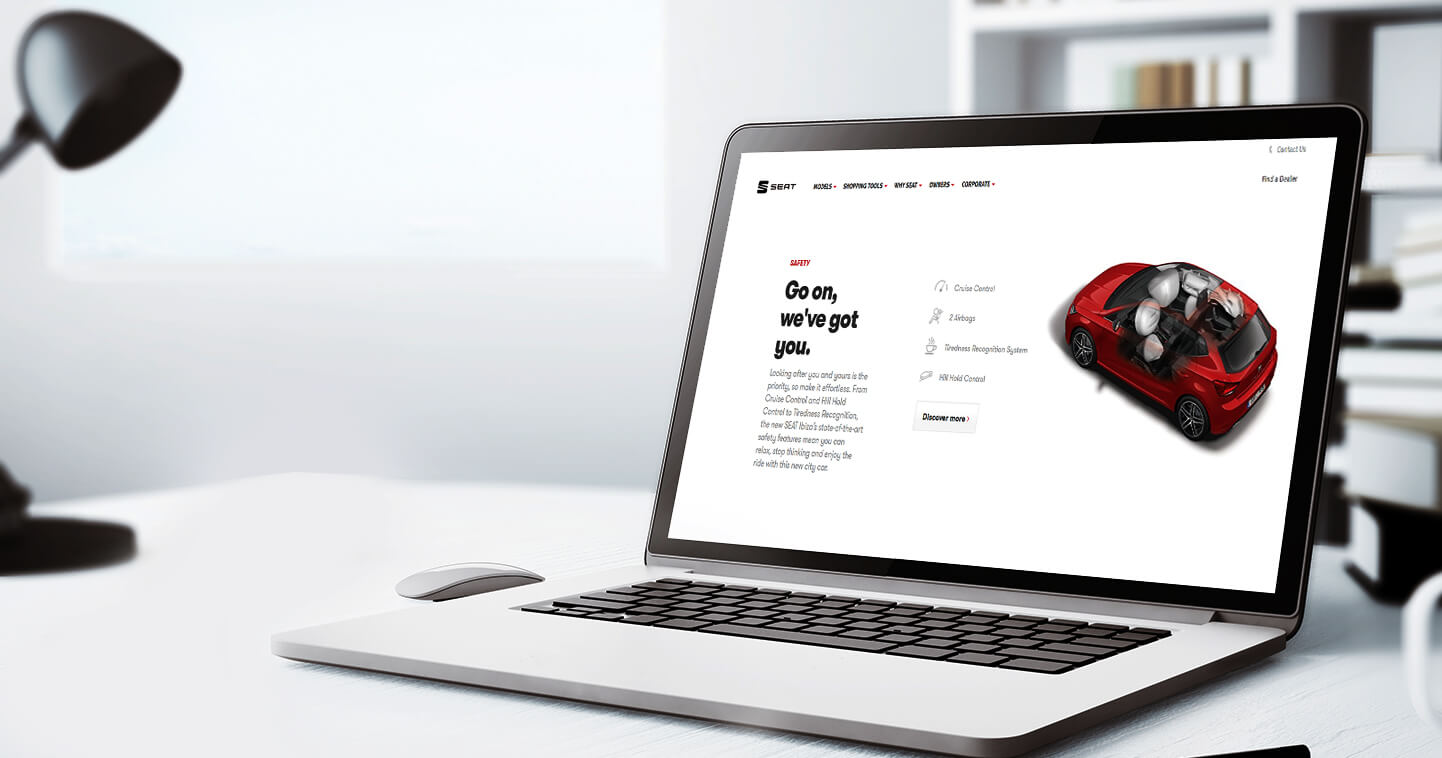 Contact Us
Find a Dealer
SEAT MODELS SHOPPING TOOLS WHY SEAT OWNERS CORPORATE
SAFETY
Go on,
we've got
you.
Looking after you and yours is the
priority, so make it effortless. From
Cruise Control and Hill Hold
Control to Tiredness Recognition,
the new SEAT Ibiza's state-of-the-art
safety features mean you can
relax, stop thinking and enjoy the
ride with this new city car.
Cruise Control
2 Airbags
Tiredness Recognition System
Hill Hold Control
Discover more